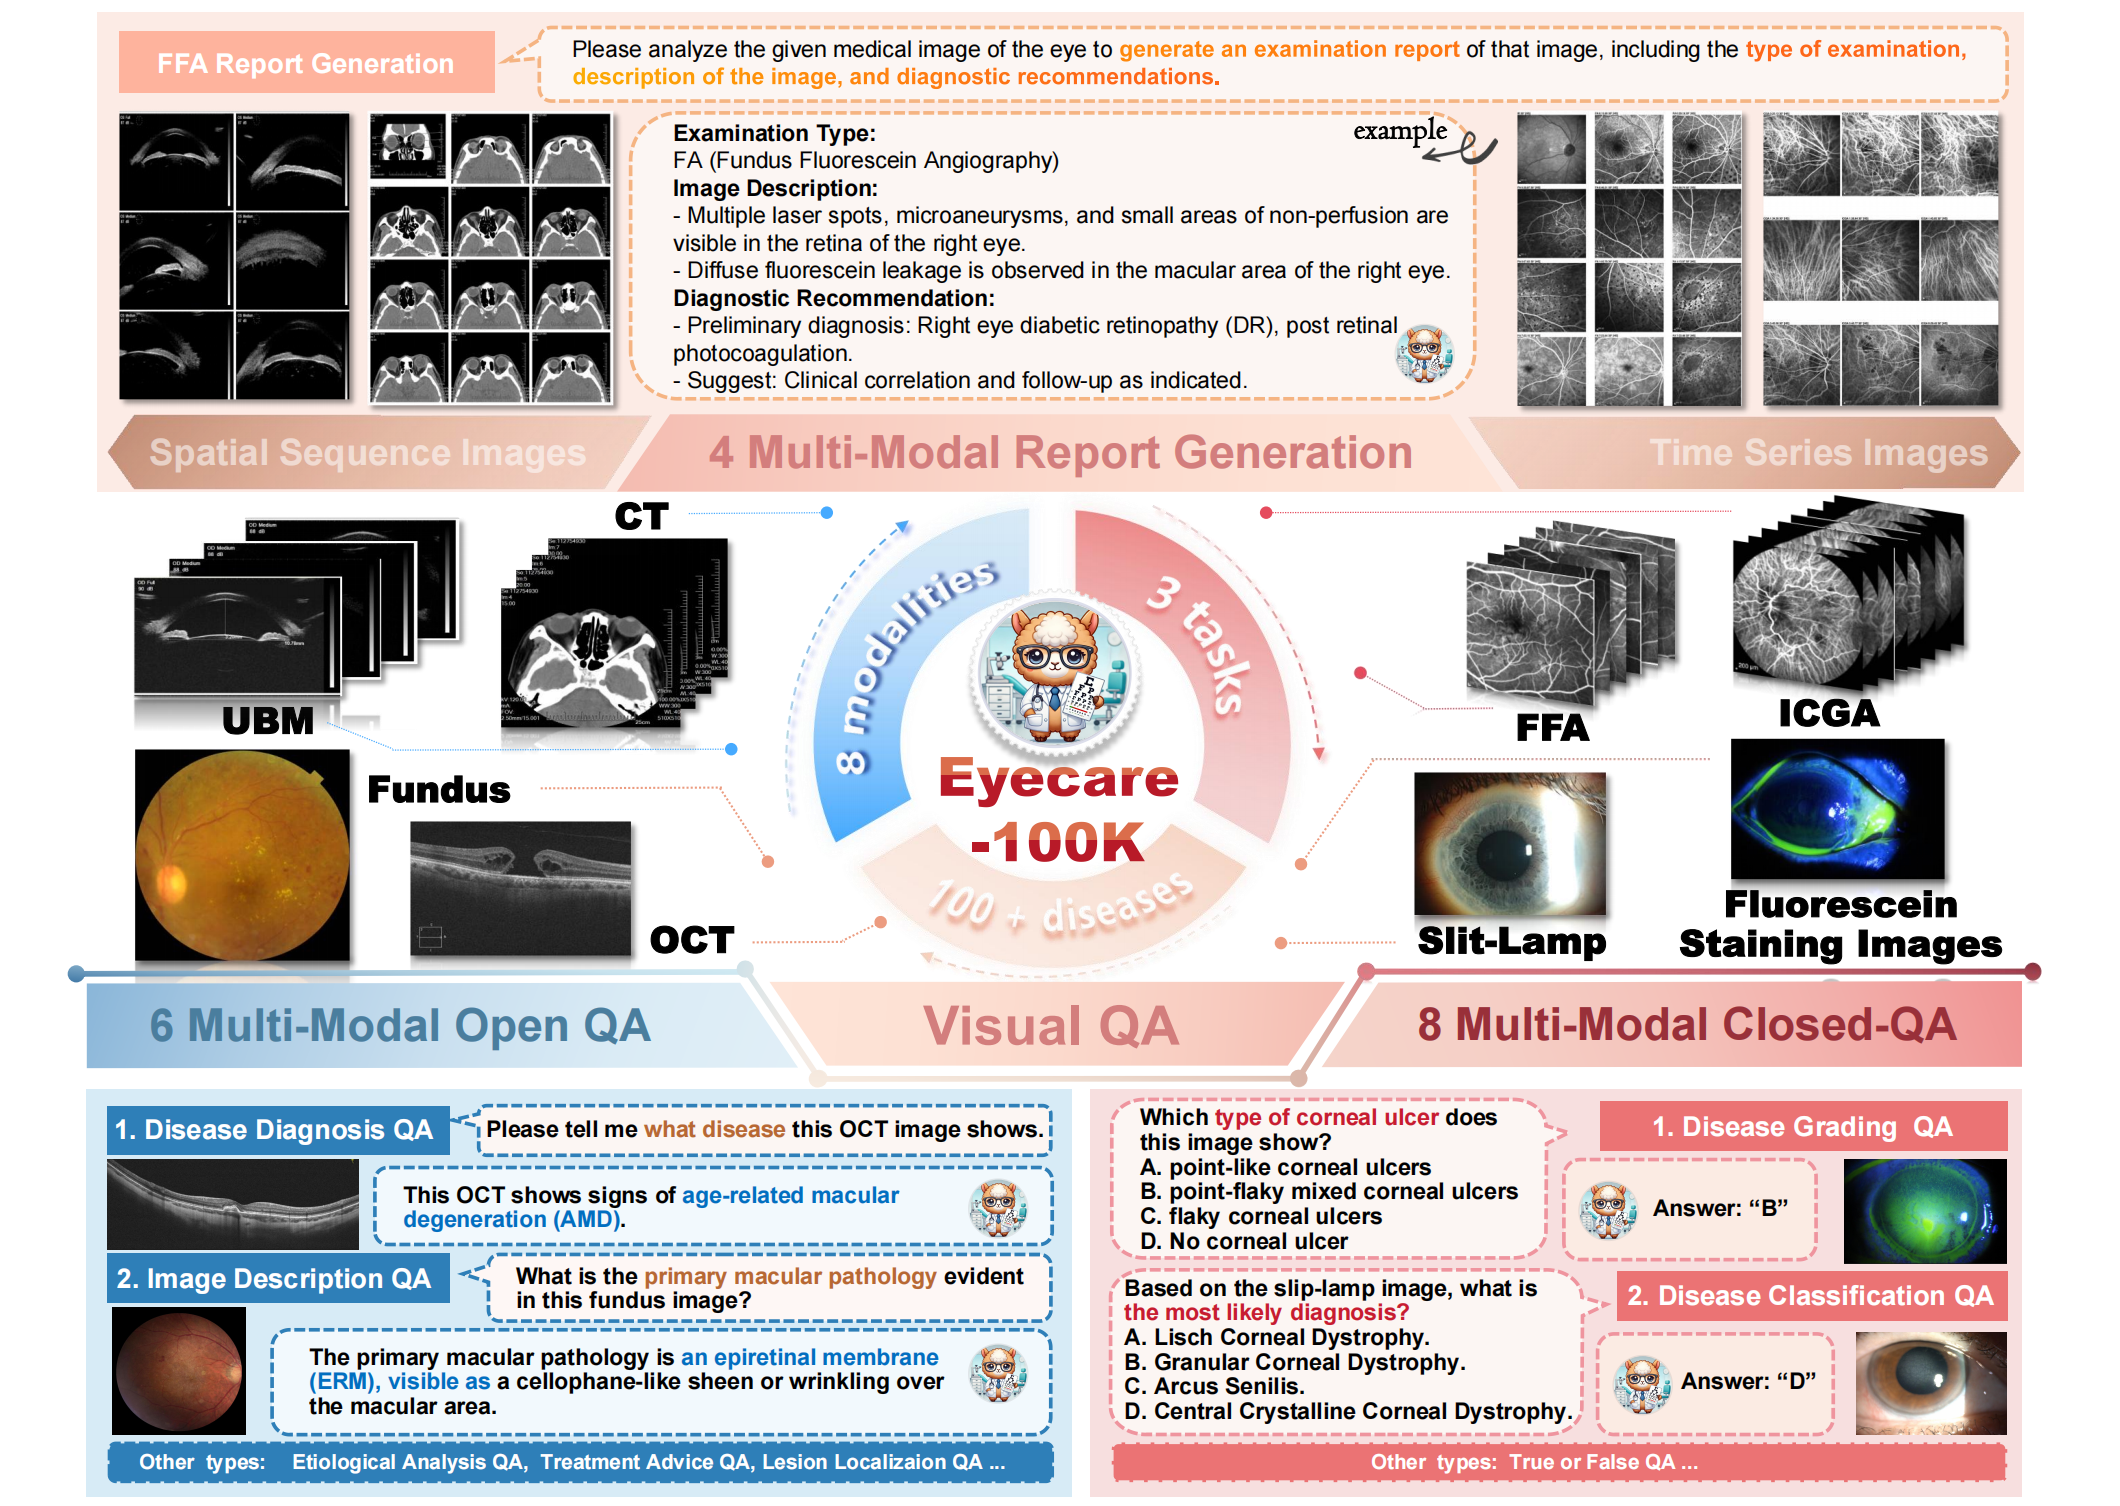 FFA Report Generation
Please analyze the given medical image of the eye to generate an examination report of that image, including the type of examination,
description of the image, and diagnostic recommendations.
example
Examination Type:
FA (Fundus Fluorescein Angiography)
Image Description:
- Multiple laser spots, microaneurysms, and small areas of non-perfusion are
visible in the retina of the right eye.
- Diffuse fluorescein leakage is observed in the macular area of the right eye.
Diagnostic Recommendation:
- Preliminary diagnosis: Right eye diabetic retinopathy (DR), post retinal
photocoagulation.
- Suggest: Clinical correlation and follow-up as indicated.
Spatial Sequence Images
4 Multi-Modal Report Generation
Time Series Images
CT
UBM
Fundus
OCT
8 modalities
3 tasks
100 + diseases
Eyecare
-100K
FFA
ICGA
Slit-Lamp
Fluorescein
Staining Images
6 Multi-Modal Open QA
Visual QA
8 Multi-Modal Closed-QA
1. Disease Diagnosis QA
Please tell me what disease this OCT image shows.
This OCT shows signs of age-related macular
degeneration (AMD).
2. Image Description QA
What is the primary macular pathology evident
in this fundus image?
The primary macular pathology is an epiretinal membrane
(ERM), visible as a cellophane-like sheen or wrinkling over
the macular area.
Other types: Etiological Analysis QA, Treatment Advice QA, Lesion Localizaion QA ...
Which type of corneal ulcer does
this image show?
A. point-like corneal ulcers
B. point-flaky mixed corneal ulcers
C. flaky corneal ulcers
D. No corneal ulcer
1. Disease Grading QA
Answer: “B”
Based on the slip-lamp image, what is
the most likely diagnosis?
A. Lisch Corneal Dystrophy.
B. Granular Corneal Dystrophy.
C. Arcus Senilis.
D. Central Crystalline Corneal Dystrophy.
2. Disease Classification QA
Answer: “D”
Other types: True or False QA ...